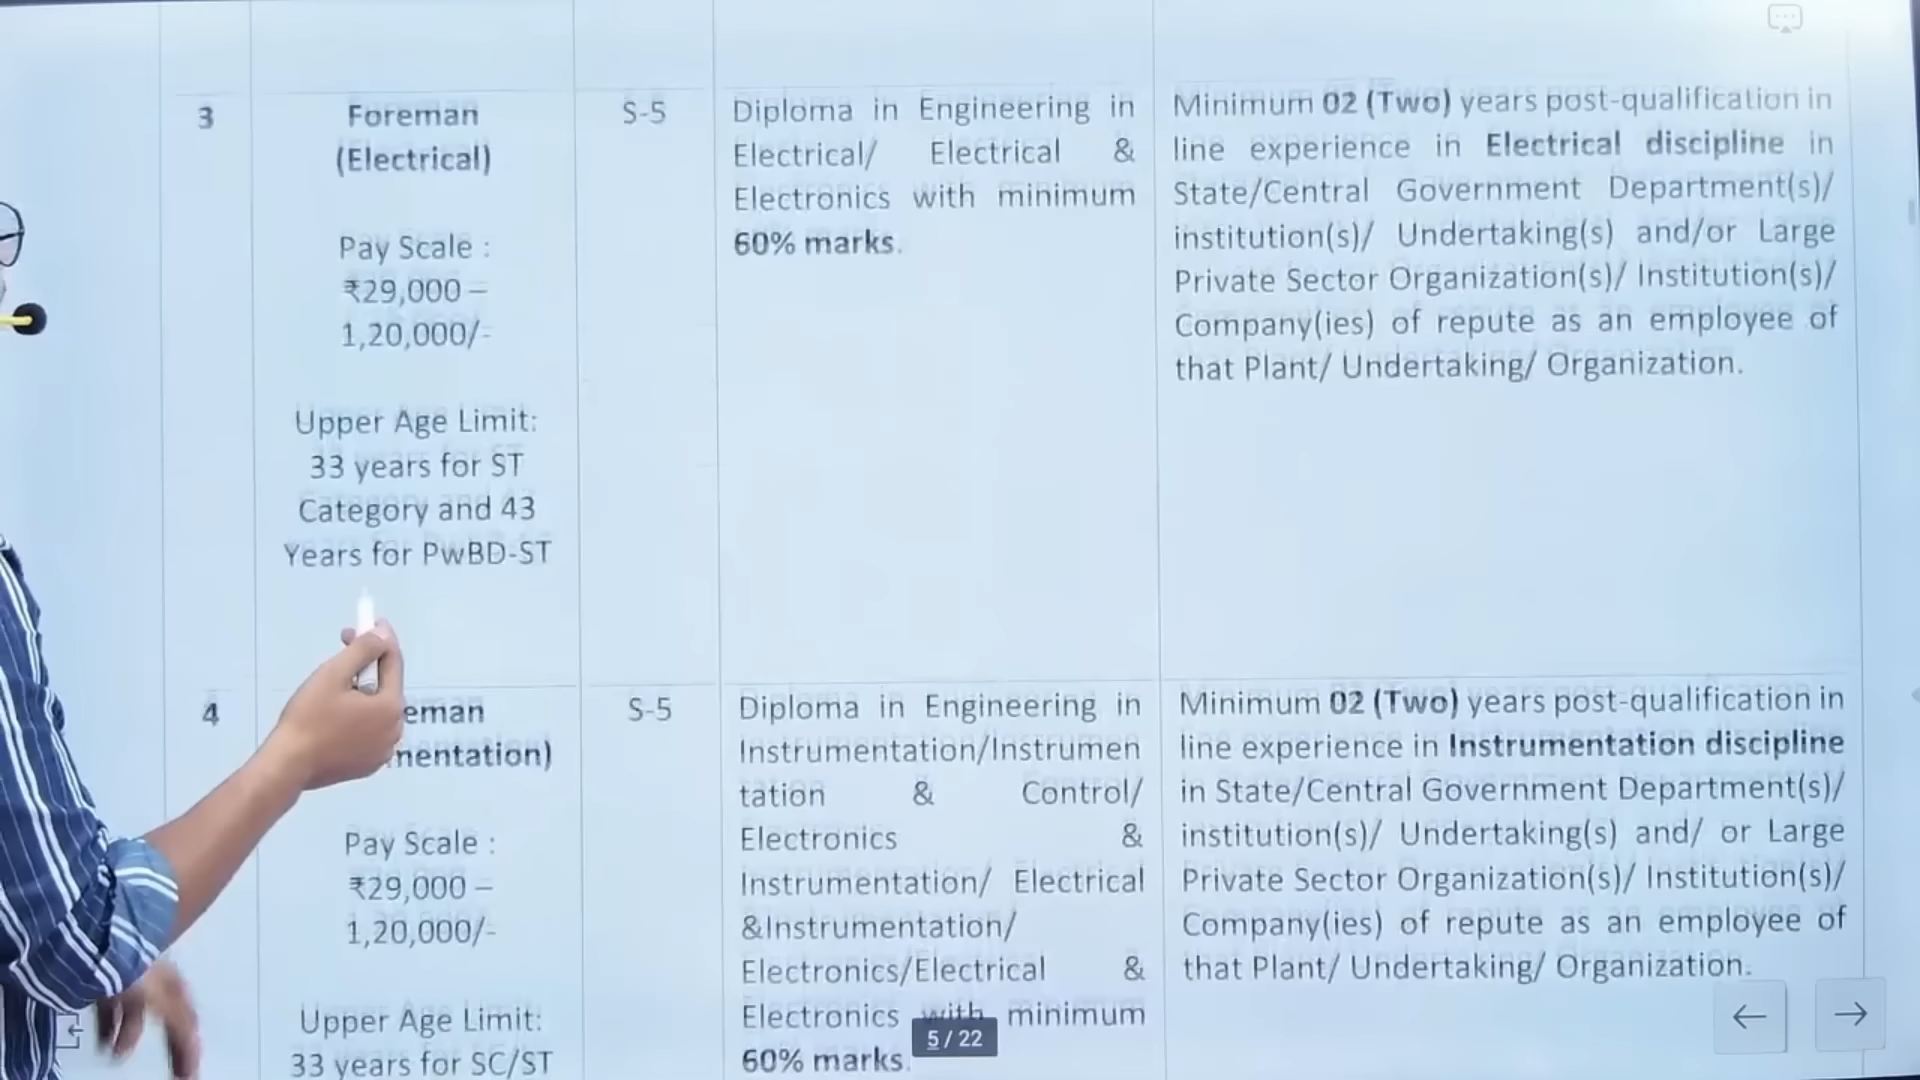 3
Foreman
(Electrical)
Pay Scale :
₹29,000 –
1,20,000/-
Upper Age Limit:
33 years for ST
Category and 43
Years for PwBD-ST
S-5
Diploma in Engineering in
Electrical/ Electrical &
Electronics with minimum
60% marks.
Minimum 02 (Two) years post-qualification in
line experience in Electrical discipline in
State/Central Government Department(s)/
institution(s)/ Undertaking(s) and/or Large
Private Sector Organization(s)/ Institution(s)/
Company(ies) of repute as an employee of
that Plant/ Undertaking/ Organization.
4
eman
nentation)
Pay Scale :
₹29,000 –
1,20,000/-
Upper Age Limit:
33 years for SC/ST
S-5
Diploma in Engineering in
Instrumentation/Instrumen
tation & Control/
Electronics &
Instrumentation/ Electrical
&Instrumentation/
Electronics/Electrical &
Electronics with minimum
60% marks.
Minimum 02 (Two) years post-qualification in
line experience in Instrumentation discipline
in State/Central Government Department(s)/
institution(s)/ Undertaking(s) and/ or Large
Private Sector Organization(s)/ Institution(s)/
Company(ies) of repute as an employee of
that Plant/ Undertaking/ Organization.
5 / 22